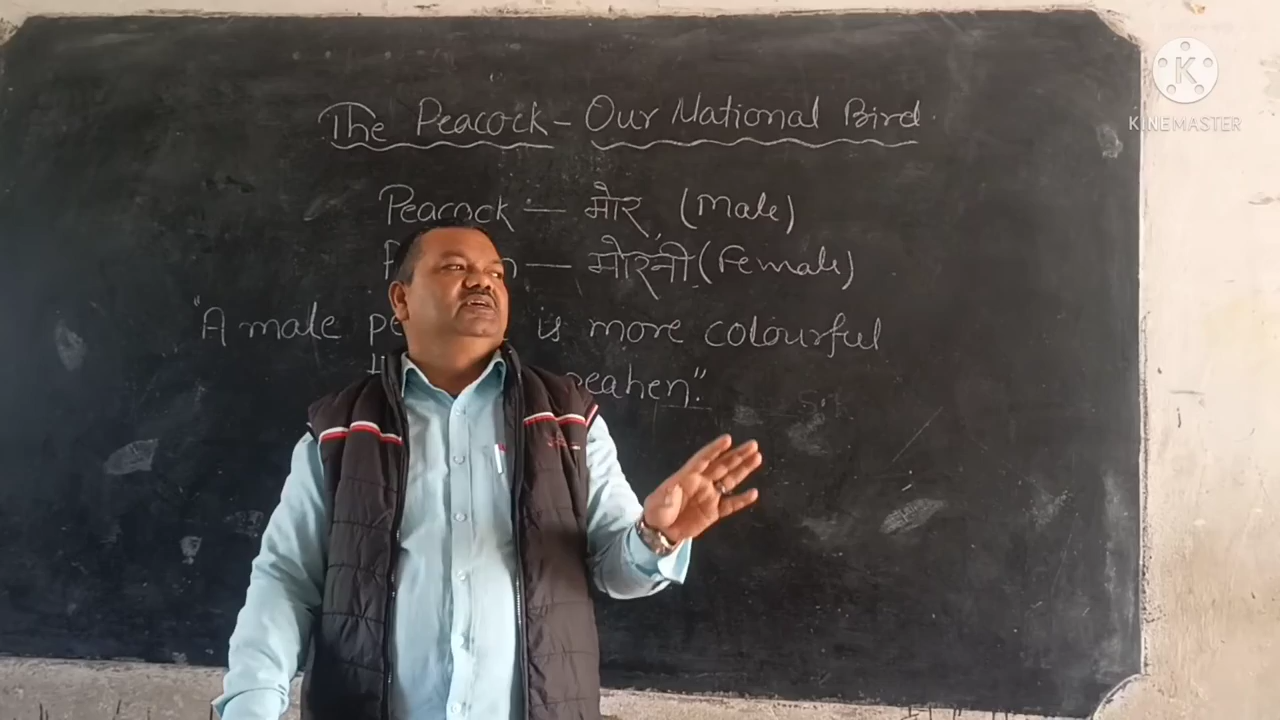 The Peacock - Our National Bird.
Peacock :— मोर (Male)
— मोरनी (Female)
"A male is more colourful
peahen."
KINEMASTER